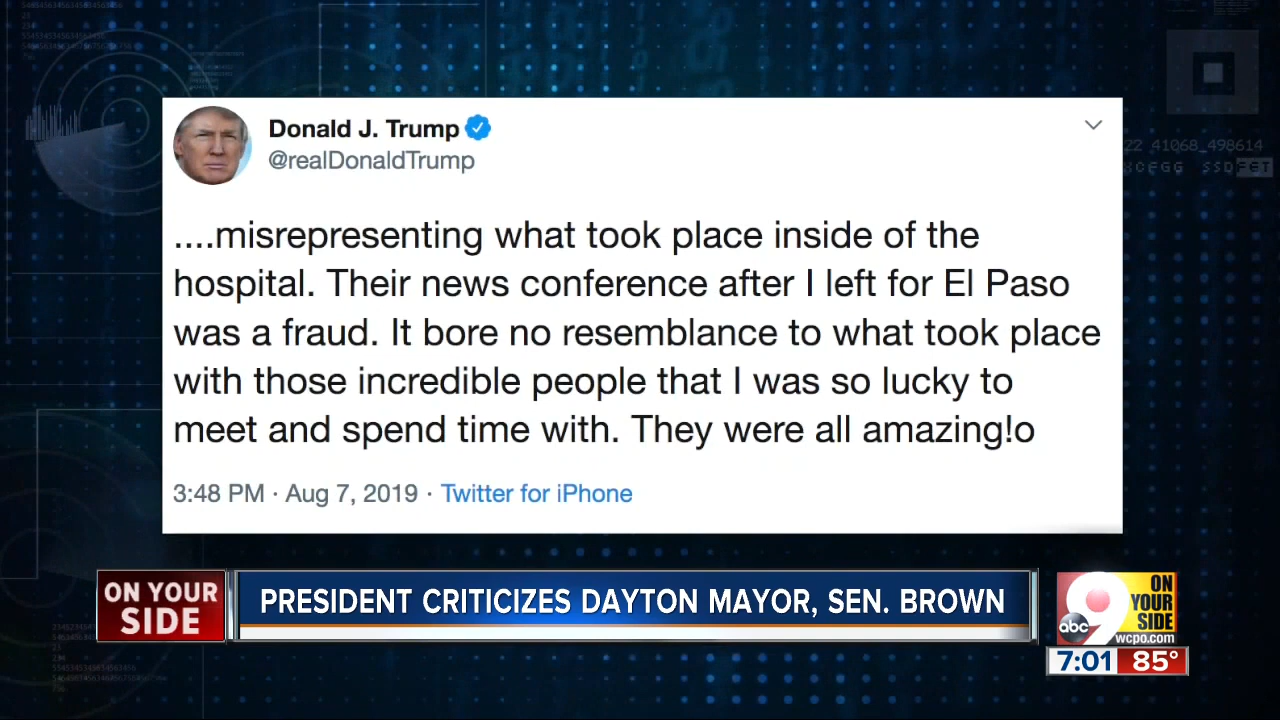 Donald J. Trump
@realDonaldTrump
....misrepresenting what took place inside of the
hospital. Their news conference after I left for El Paso
was a fraud. It bore no resemblance to what took place
with those incredible people that I was so lucky to
meet and spend time with. They were all amazing!o
3:48 PM · Aug 7, 2019 · Twitter for iPhone
22 41068_498614
ON YOUR
SIDE
PRESIDENT CRITICIZES DAYTON MAYOR, SEN. BROWN
abc
9
ON
YOUR
SIDE
wcpo.com
7:01 85°